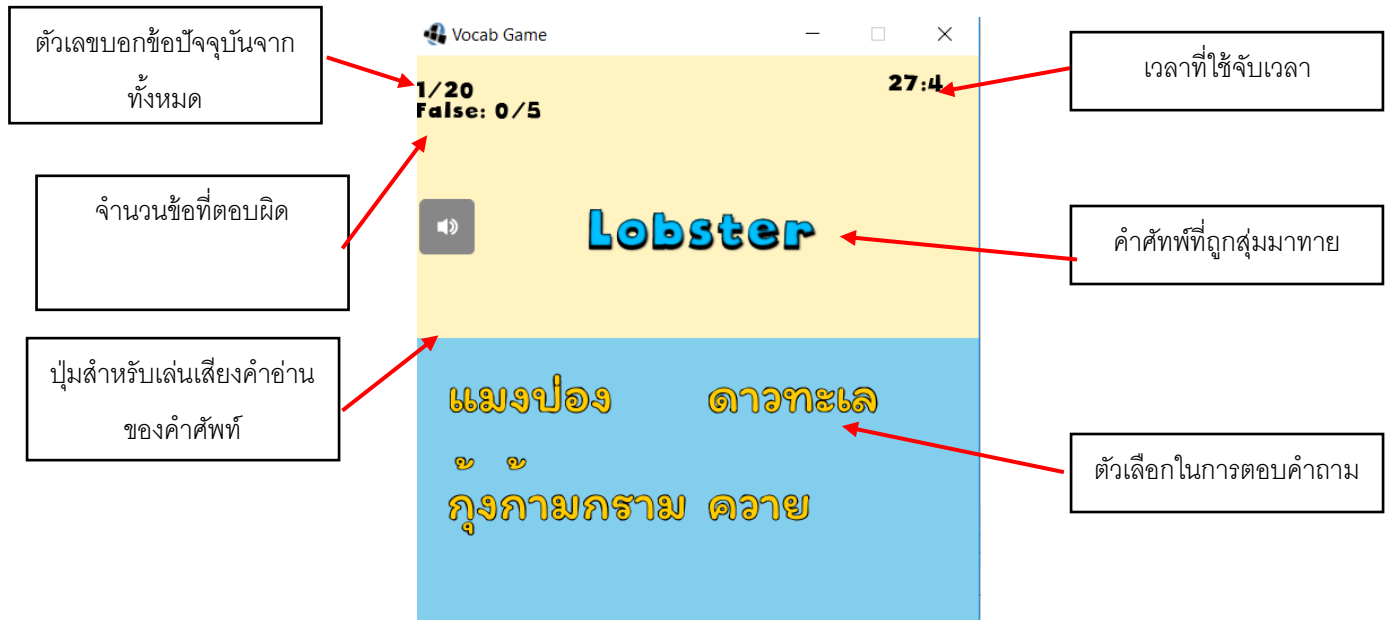 ตัวเลขบอกข้อปัจจุบันจาก
ทั้งหมด
จำนวนข้อที่ตอบผิด
ปุ่มสำหรับเล่นเสียงคำอ่าน
ของคำศัพท์
Vocab Game
1/20
False: 0/5
27:4
Lobster
แมงป่อง ดาวทะเล
กุ้งก้ามกราม ควาย
เวลาที่ใช้จับเวลา
คำศัทพ์ที่ถูกสุ่มมาทาย
ตัวเลือกในการตอบคำถาม